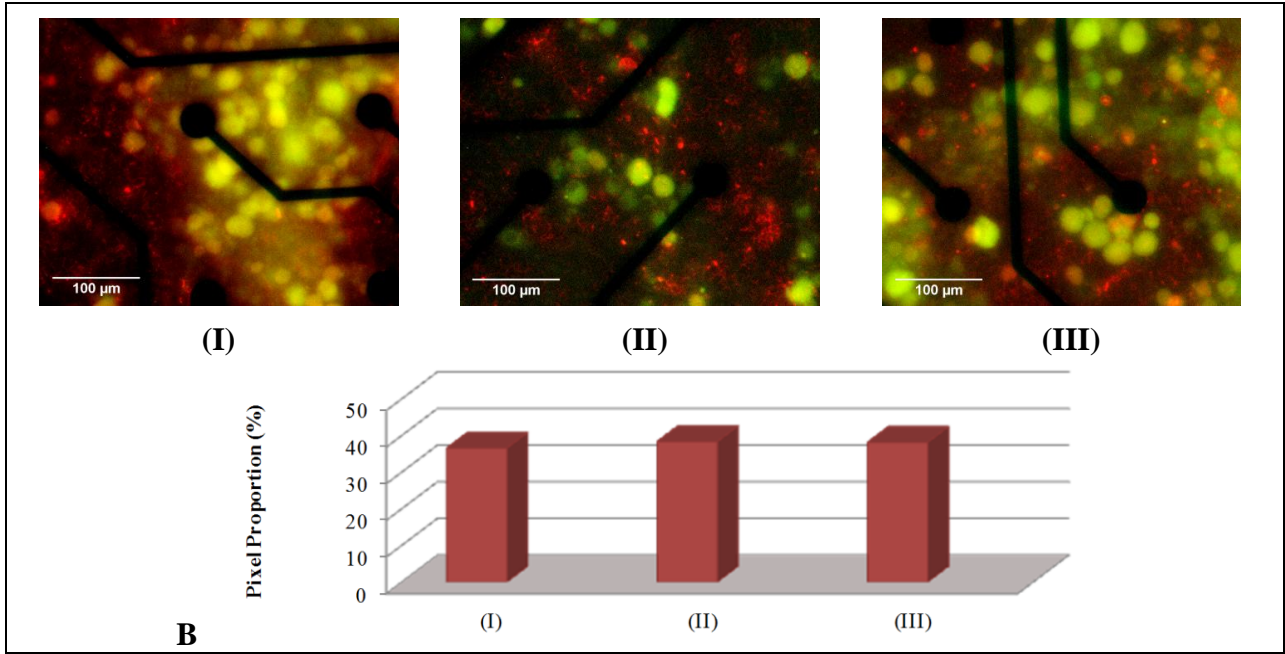 100 µm
100 µm
100 µm
(I)
(II)
(III)
Pixel Proportion (%)
50
40
30
20
10
0
(I)
(II)
(III)
B